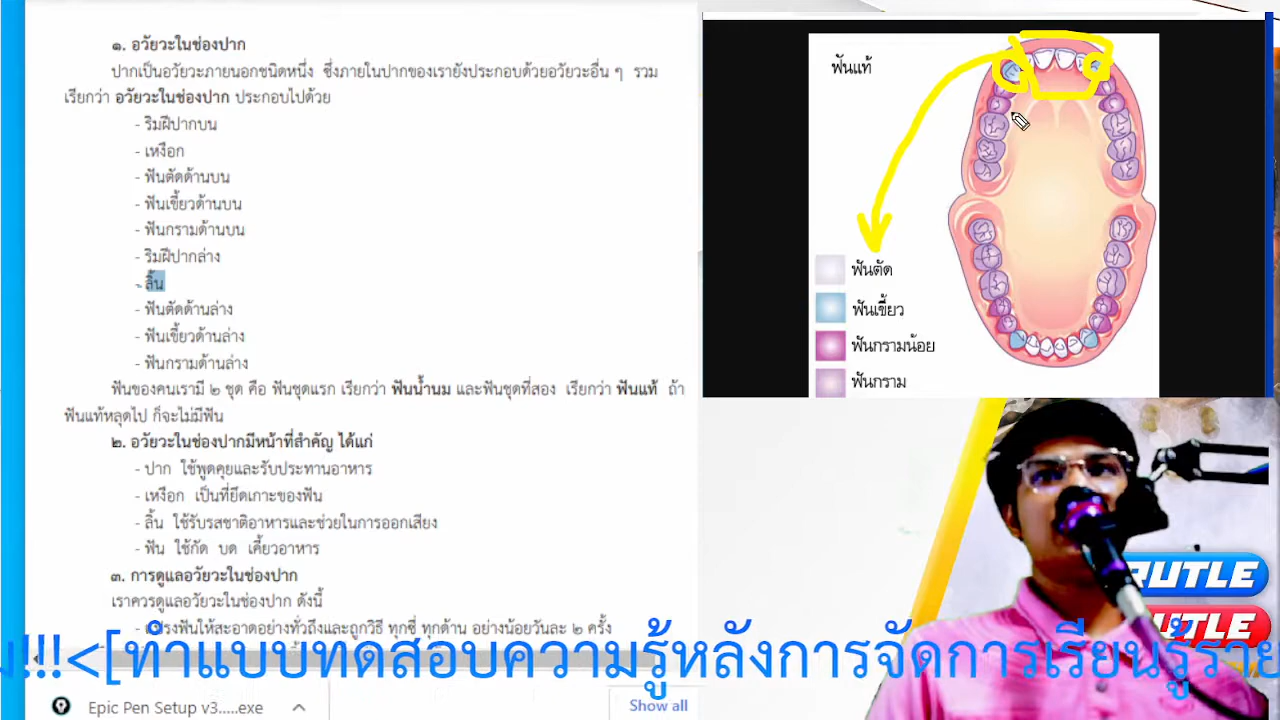 ๑. อวัยวะในช่องปาก
ปากเป็นอวัยวะภายนอกชนิดหนึ่ง ซึ่งภายในปากของเรายังประกอบด้วยอวัยวะอื่น ๆ รวม
เรียกว่า อวัยวะในช่องปาก ประกอบไปด้วย
- ริมฝีปากบน
- เหงือก
- ฟันตัดด้านบน
- ฟันเขี้ยวด้านบน
- ฟันกรามด้านบน
- ริมฝีปากล่าง
- ลิ้น
- ฟันตัดด้านล่าง
- ฟันเขี้ยวด้านล่าง
- ฟันกรามด้านล่าง
ฟันของคนเรามี ๒ ชุด คือ ฟันชุดแรก เรียกว่า ฟันน้ำนม และฟันชุดที่สอง เรียกว่า ฟันแท้ ถ้า
ฟันแท้หลุดไป ก็จะไม่มีฟัน
๒. อวัยวะในช่องปากมีหน้าที่สำคัญ ได้แก่
- ปาก ใช้พูดคุยและรับประทานอาหาร
- เหงือก เป็นที่ยึดเกาะของฟัน
- ลิ้น ใช้รับรสชาติอาหารและช่วยในการออกเสียง
- ฟัน ใช้กัด บด เคี้ยวอาหาร
๓. การดูแลอวัยวะในช่องปาก
เราควรดูแลอวัยวะในช่องปาก ดังนี้
- แปรงฟันให้สะอาดอย่างทั่วถึงและถูกวิธี ทุกซี่ ทุกด้าน อย่างน้อยวันละ ๒ ครั้ง
ฟันแท้
ฟันตัด
ฟันเขี้ยว
ฟันกรามน้อย
ฟันกราม
RUTLE
UTLE
!!!<[ทำแบบทดสอบความรู้หลังการจัดการเรียนรู้ราย
Epic Pen Setup v3.....exe
Show all